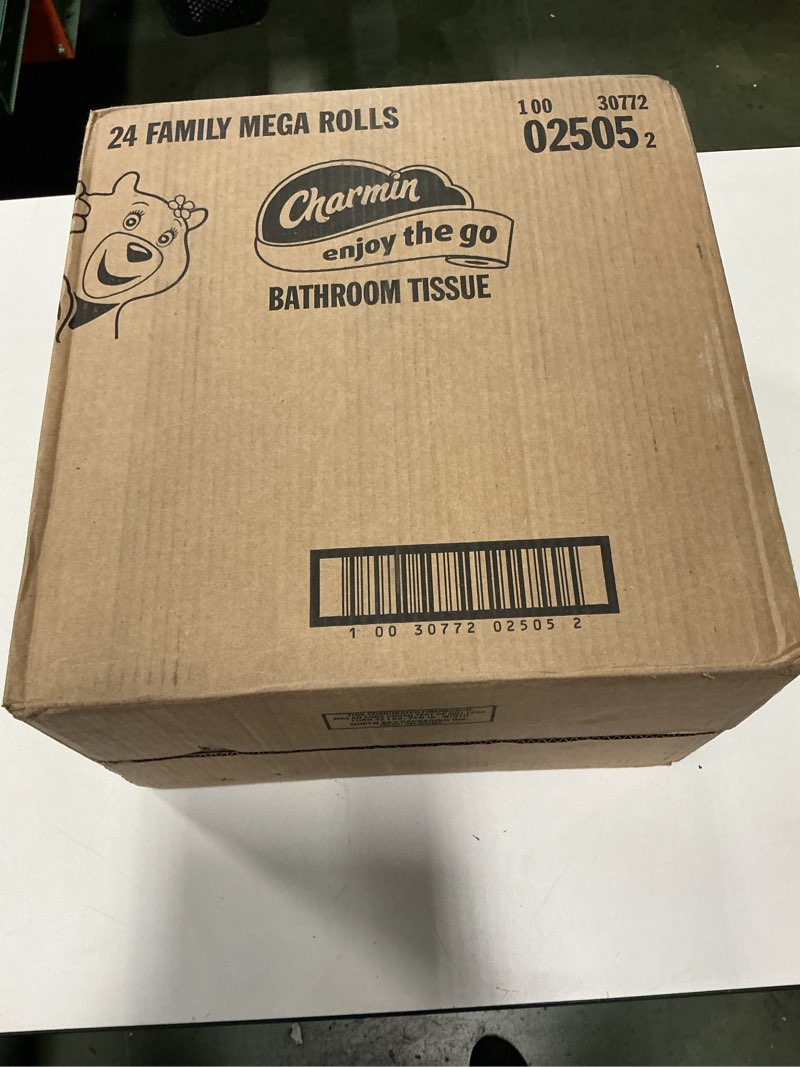 24 FAMILY MEGA ROLLS
1 00 30772
02505 2
Charmin
enjoy the go
BATHROOM TISSUE
1 00 30772 02505 2